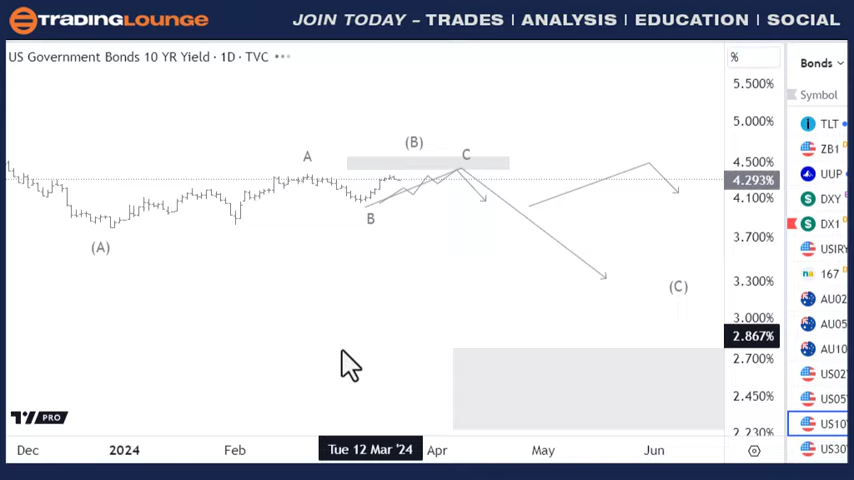 TRADINGLOUNGE
JOIN TODAY – TRADES | ANALYSIS | EDUCATION | SOCIAL
US Government Bonds 10 YR Yield · 1D · TVC
%
Bonds
Symbol
5.500%
5.000%
4.500%
4.293%
4.100%
3.700%
3.300%
3.000%
2.867%
2.700%
2.450%
2.230%
TLT
ZB1
UUP
DXY
DX1
USIRY
167
AU02
AU05
AU10
US02Y
US05
US10
US30
A
(B)
C
B
(A)
(C)
PRO
Dec
2024
Feb
Tue 12 Mar '24
Apr
May
Jun